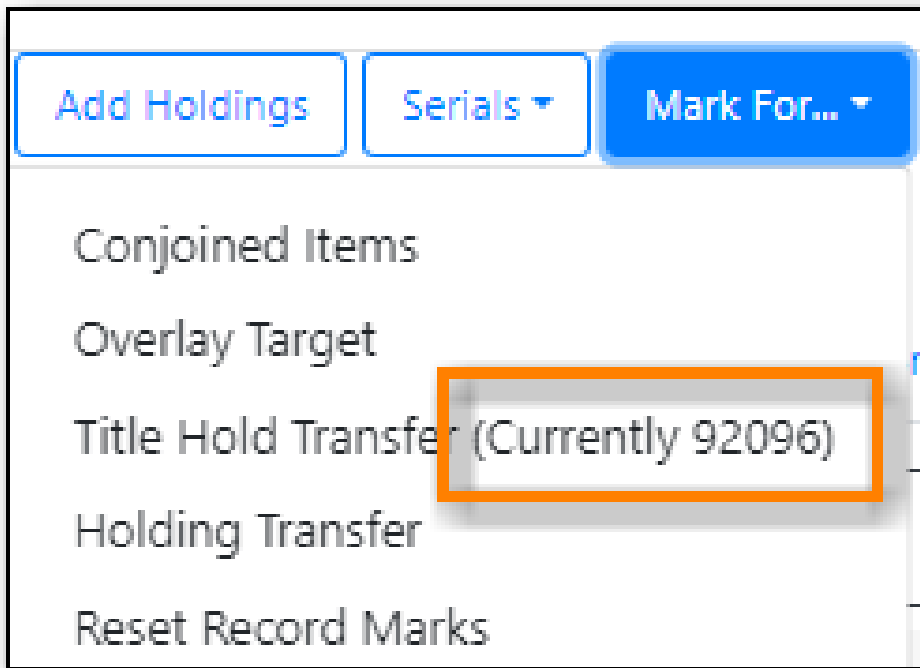 Add Holdings Serials Mark For...
Conjoined Items
Overlay Target
Title Hold Transfer (Currently 92096)
Holding Transfer
Reset Record Marks